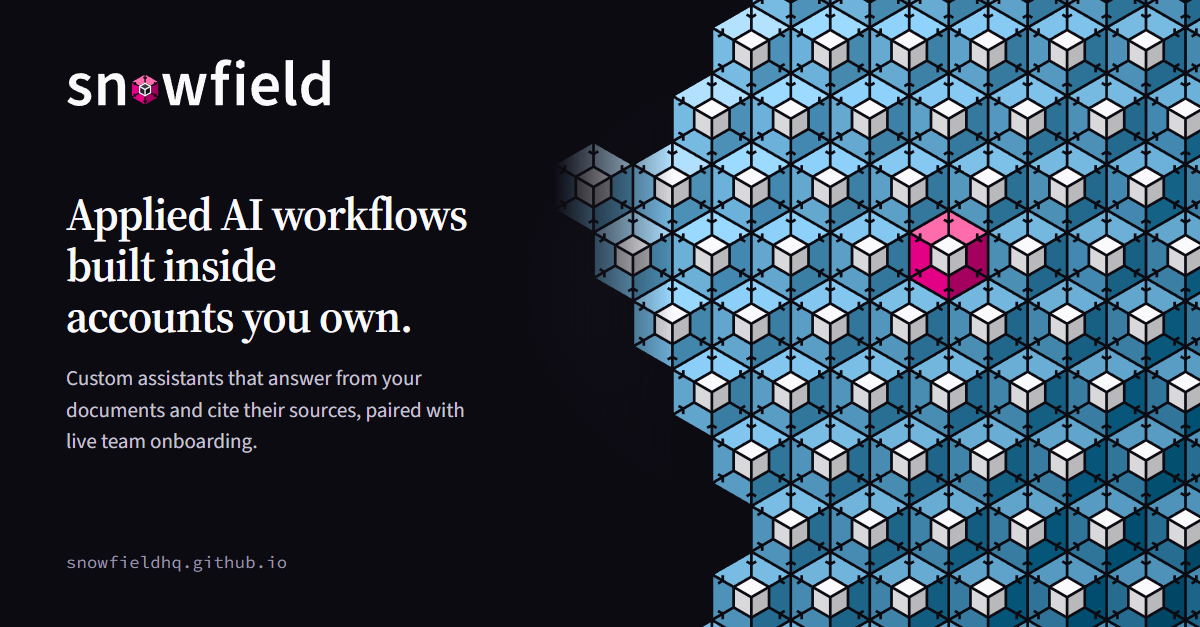 snowfield
Applied AI workflows
built inside
accounts you own.
Custom assistants that answer from your
documents and cite their sources, paired with
live team onboarding.
snowfieldhq.github.io